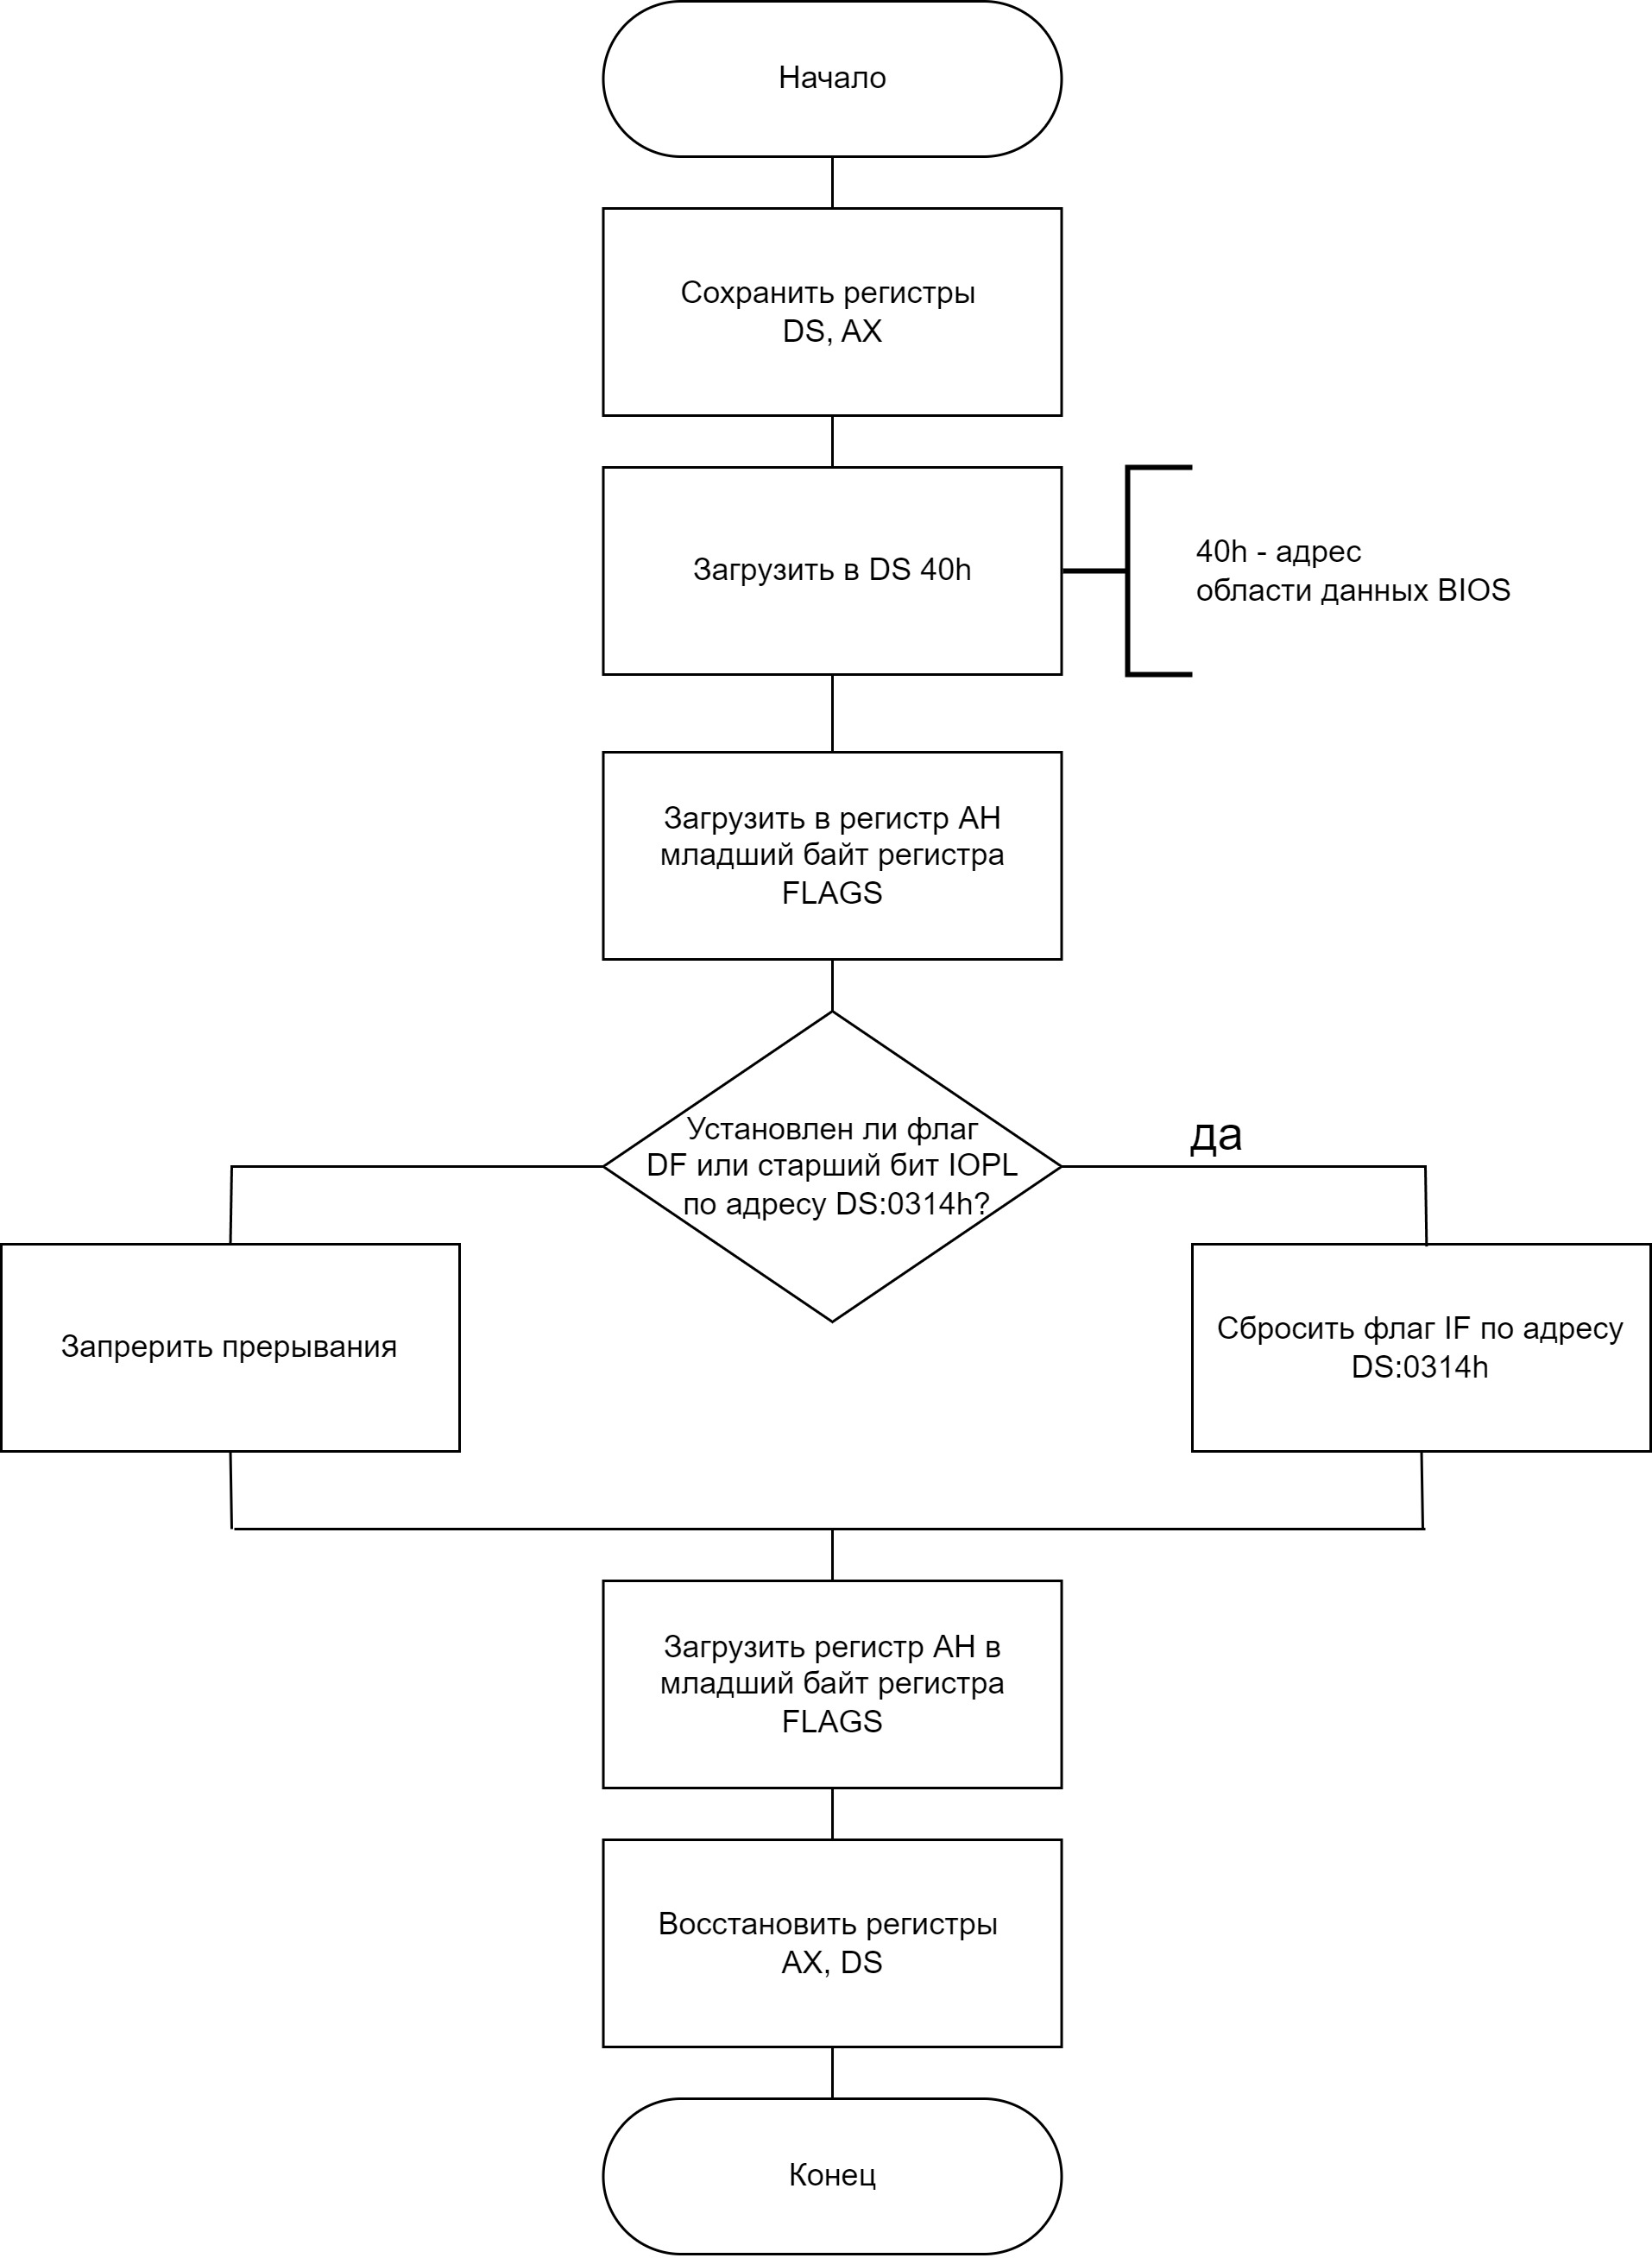 Начало
Сохранить регистры
DS, AX
Загрузить в DS 40h
40h - адрес
области данных BIOS
Загрузить в регистр AH
младший байт регистра
FLAGS
Установлен ли флаг
DF или старший бит IOPL
по адресу DS:0314h?
да
Запрерить прерывания
Сбросить флаг IF по адресу
DS:0314h
Загрузить регистр AH в
младший байт регистра
FLAGS
Восстановить регистры
AX, DS
Конец